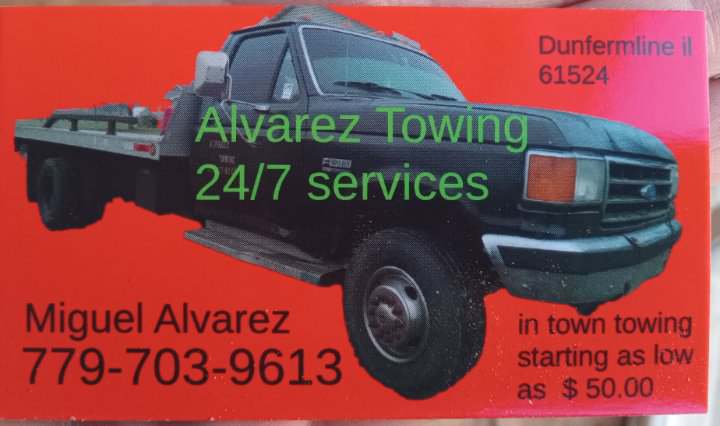 Dunfermline il
61524
Alvarez Towing
24/7 services
Miguel Alvarez
779-703-9613
in town towing
starting as low
as $ 50.00